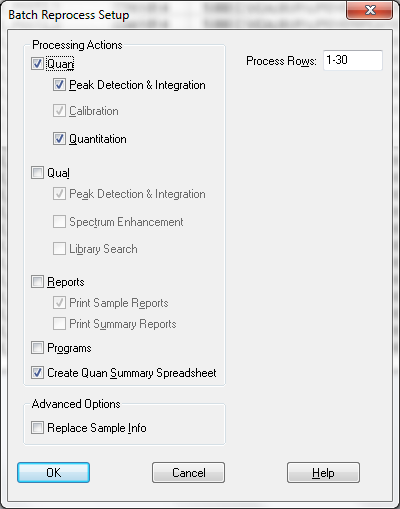 Batch Reprocess Setup
Processing Actions
Quan
Process Rows: 1-30
Peak Detection & Integration
Calibration
Quantitation
Qual
Peak Detection & Integration
Spectrum Enhancement
Library Search
Reports
Print Sample Reports
Print Summary Reports
Programs
Create Quan Summary Spreadsheet
Advanced Options
Replace Sample Info
OK Cancel Help